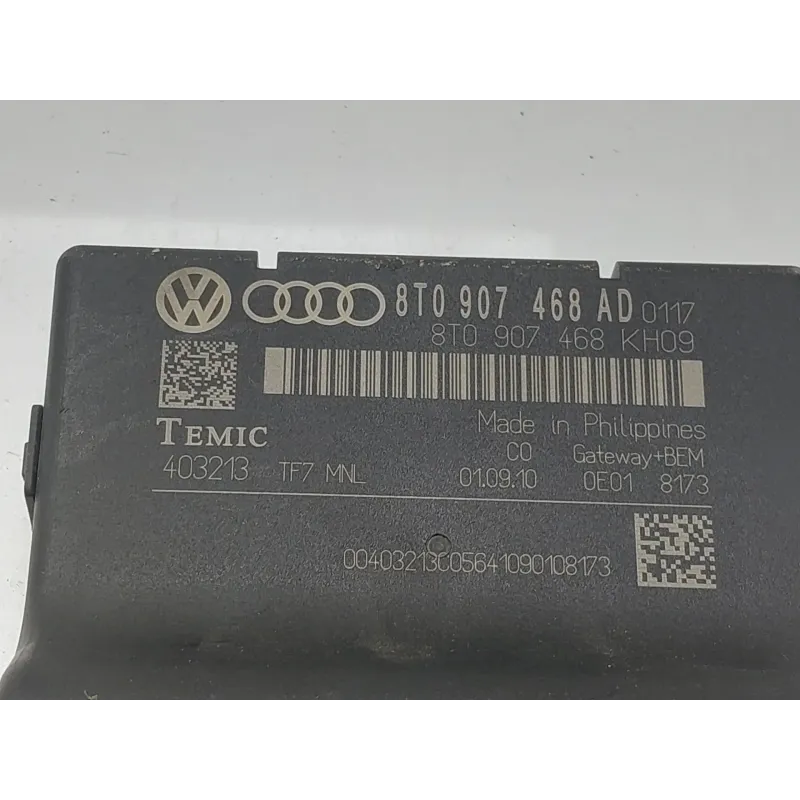 8T0 907 468 AD 0117
8T0 907 468 KH09
TEMIC
Made in Philippines
C0 Gateway+BEM
403213 TF7 MNL 01.09.10 0E01 8173
00403213C05641090108173